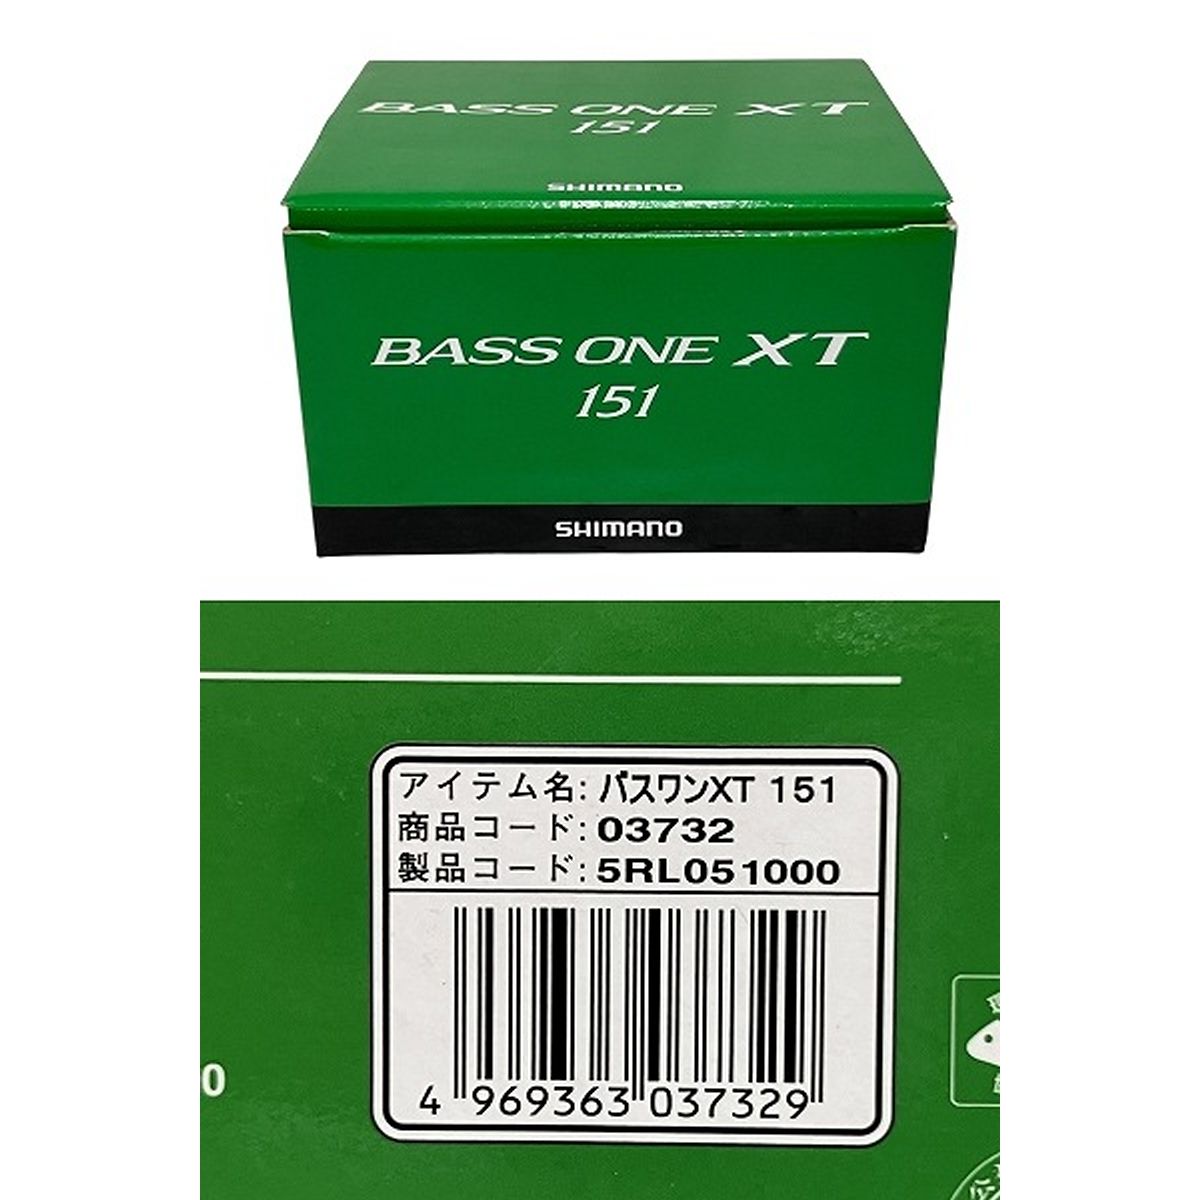 BASS ONE XT
151
SHIMANO
BASS ONE XT
151
SHIMANO
アイテム名: バスワンXT 151
商品コード: 03732
製品コード: 5RL051000
0
4 969363 037329